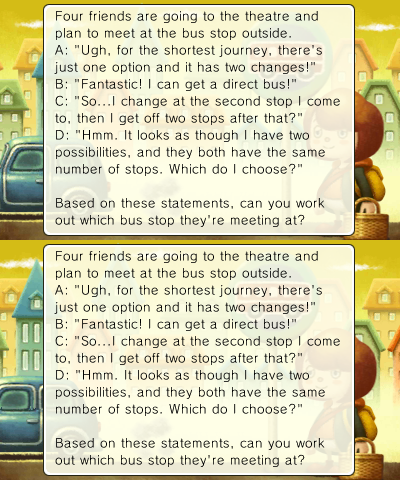 Four friends are going to the theatre and
plan to meet at the bus stop outside.
A: "Ugh, for the shortest journey, there's
just one option and it has two changes!"
B: "Fantastic! I can get a direct bus!"
C: "So...I change at the second stop I come
to, then I get off two stops after that?"
D: "Hmm. It looks as though I have two
possibilities, and they both have the same
number of stops. Which do I choose?"
Based on these statements, can you work
out which bus stop they're meeting at?
Four friends are going to the theatre and
plan to meet at the bus stop outside.
A: "Ugh, for the shortest journey, there's
just one option and it has two changes!"
B: "Fantastic! I can get a direct bus!"
C: "So...I change at the second stop I come
to, then I get off two stops after that?"
D: "Hmm. It looks as though I have two
possibilities, and they both have the same
number of stops. Which do I choose?"
Based on these statements, can you work
out which bus stop they're meeting at?